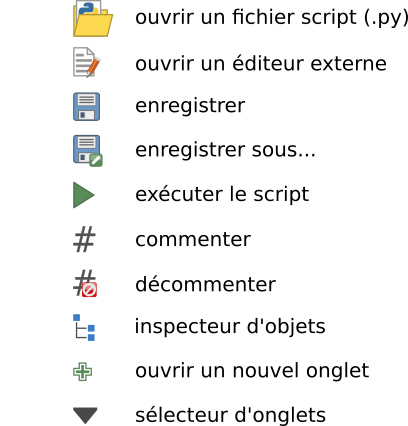 ouvrir un fichier script (.py)
ouvrir un éditeur externe
enregistrer
enregistrer sous...
exécuter le script
# commenter
# décommenter
inspecteur d'objets
ouvrir un nouvel onglet
sélecteur d'onglets